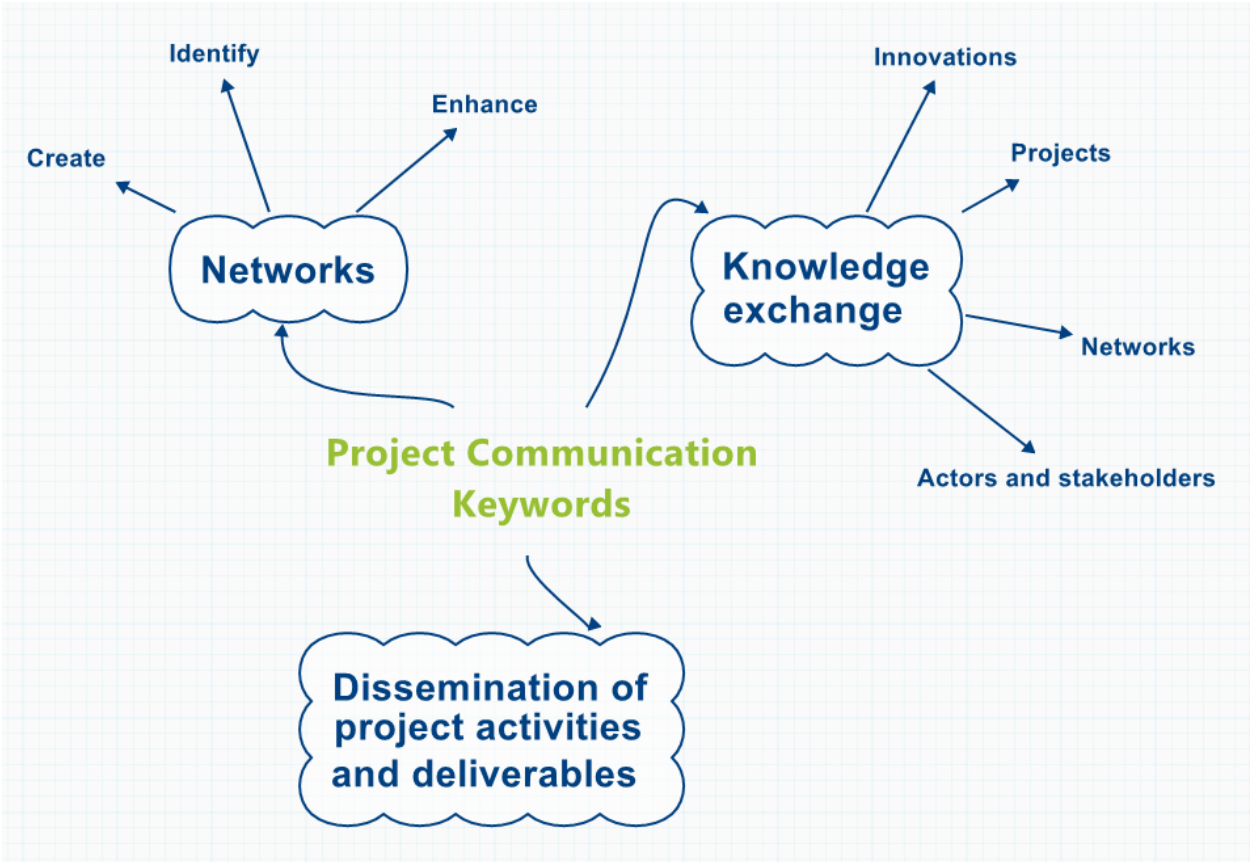 Identify
Enhance
Create
Networks
Innovations
Projects
Knowledge
exchange
Networks
Actors and stakeholders
Project Communication
Keywords
Dissemination of
project activities
and deliverables